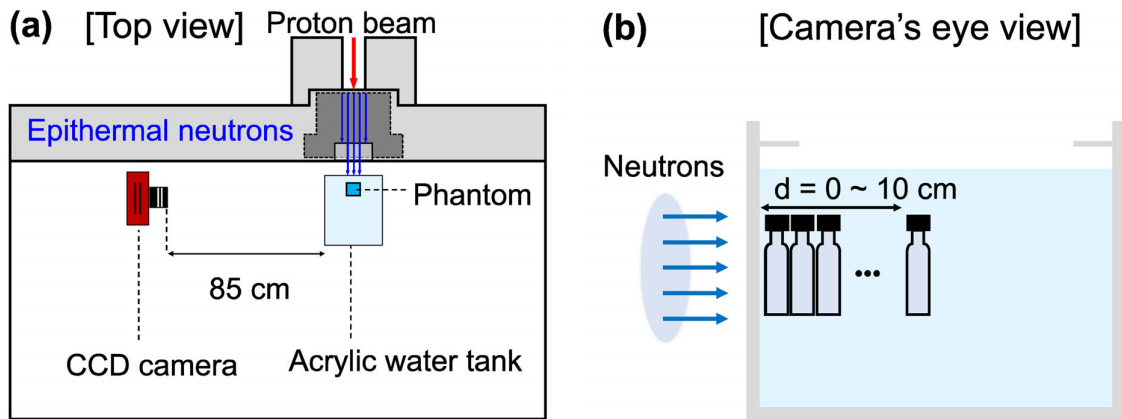 (a) [Top view]
Proton beam
Epithermal neutrons
Phantom
85 cm
CCD camera
Acrylic water tank
(b) [Camera's eye view]
Neutrons
d = 0 ~ 10 cm
•••